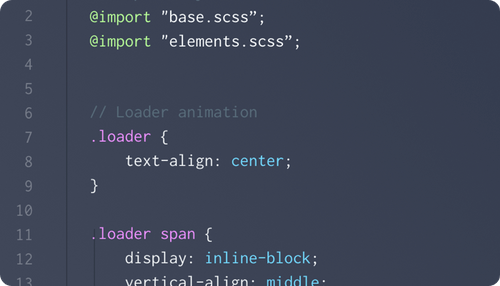 2 @import "base.scss”;
3 @import "elements.scss”;
4
5
6 // Loader animation
7 .loader {
8 text-align: center;
9 }
10
11 .loader span {
12 display: inline-block;
13 vertical-align: middle;